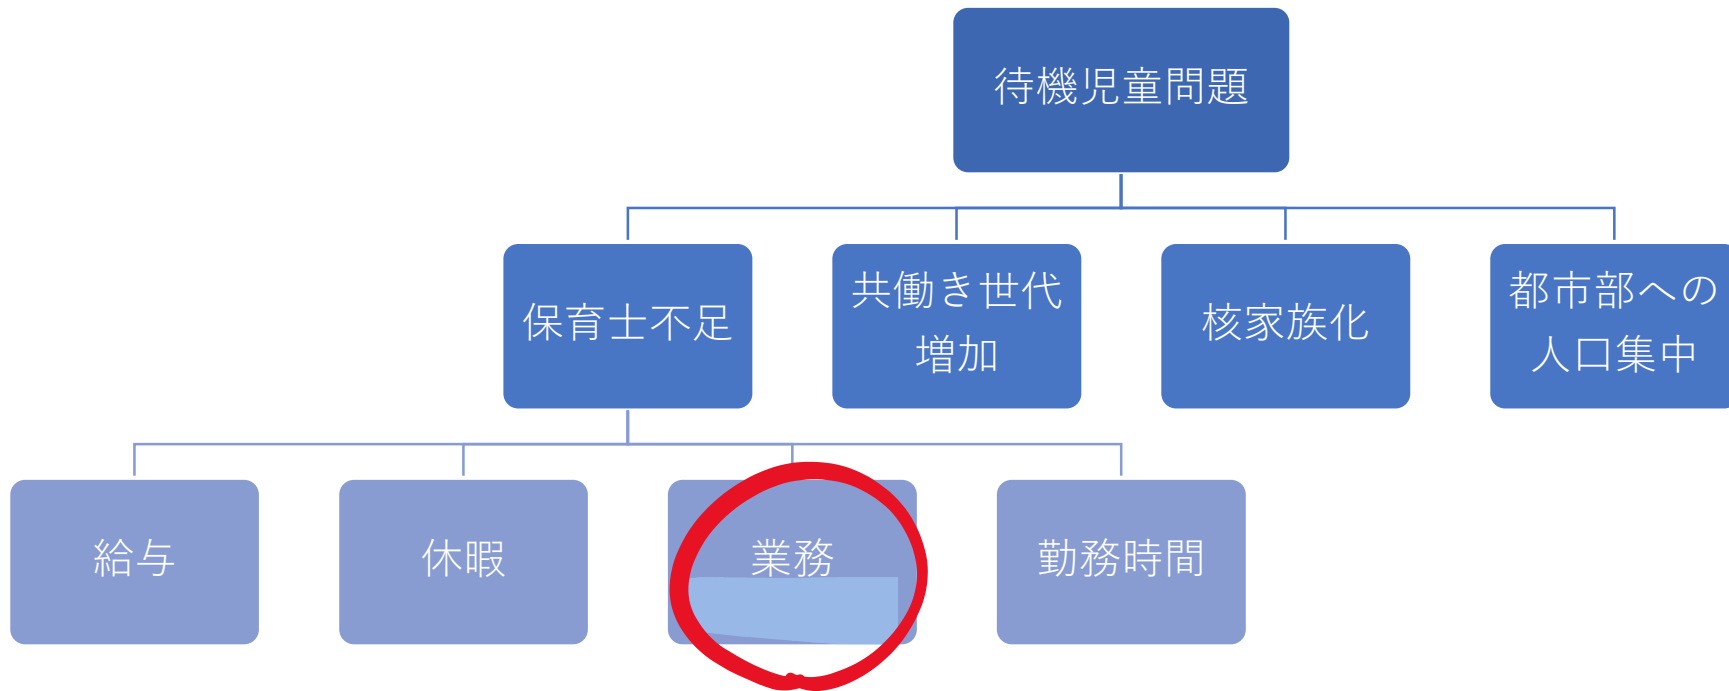 待機児童問題
保育士不足
共働き世代
増加
核家族化
都市部への
人口集中
給与
休暇
業務
勤務時間